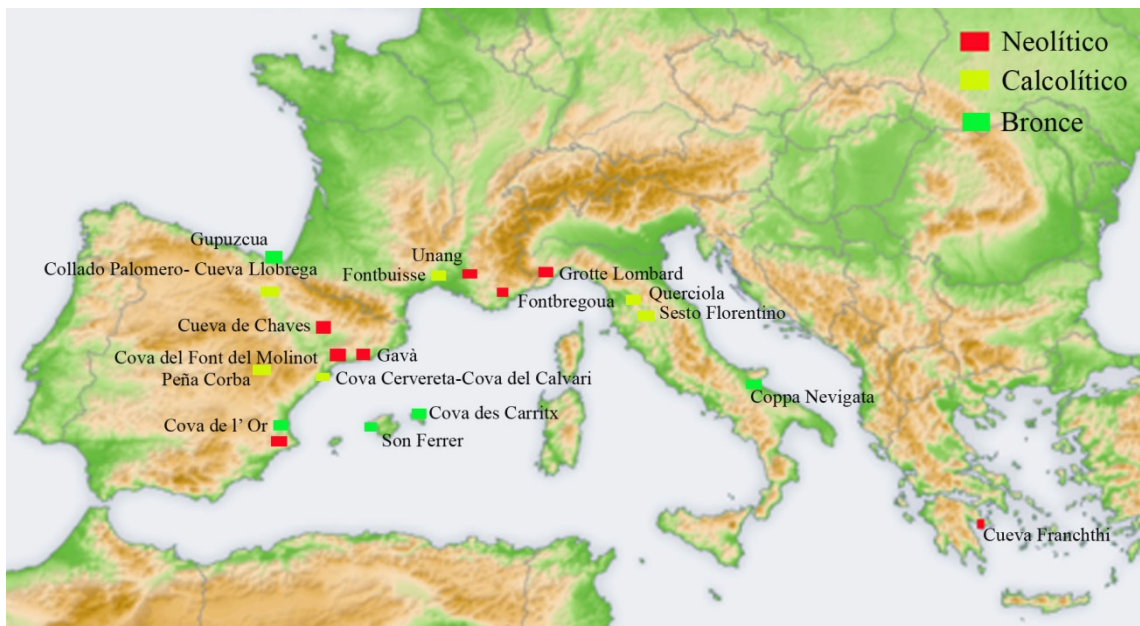 Neolítico
Calcolítico
Bronce
Gupuzcua
Collado Palomero- Cueva Llobrega
Unang
Fontbuisse
Grotte Lombard
Fontbregoua
Querciola
Sesto Florentino
Cueva de Chaves
Cova del Font del Molinot
Gavà
Peña Corba
Cova Cervereta-Cova del Calvari
Coppa Nevigata
Cova de l’ Or
Cova des Carritx
Son Ferrer
Cueva Franchthi